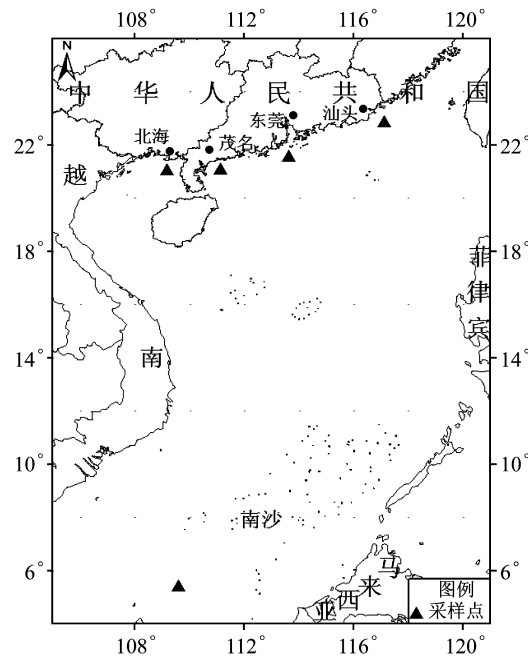 108° 112° 116° 120°
N
中 华 人 民 共 和 国
东莞 汕头
北海 茂名
22° 22°
越
18° 18°
菲律宾
14° 14°
南
10° 10°
南沙
6° 6°
马来西亚
图例
采样点
108° 112° 116° 120°